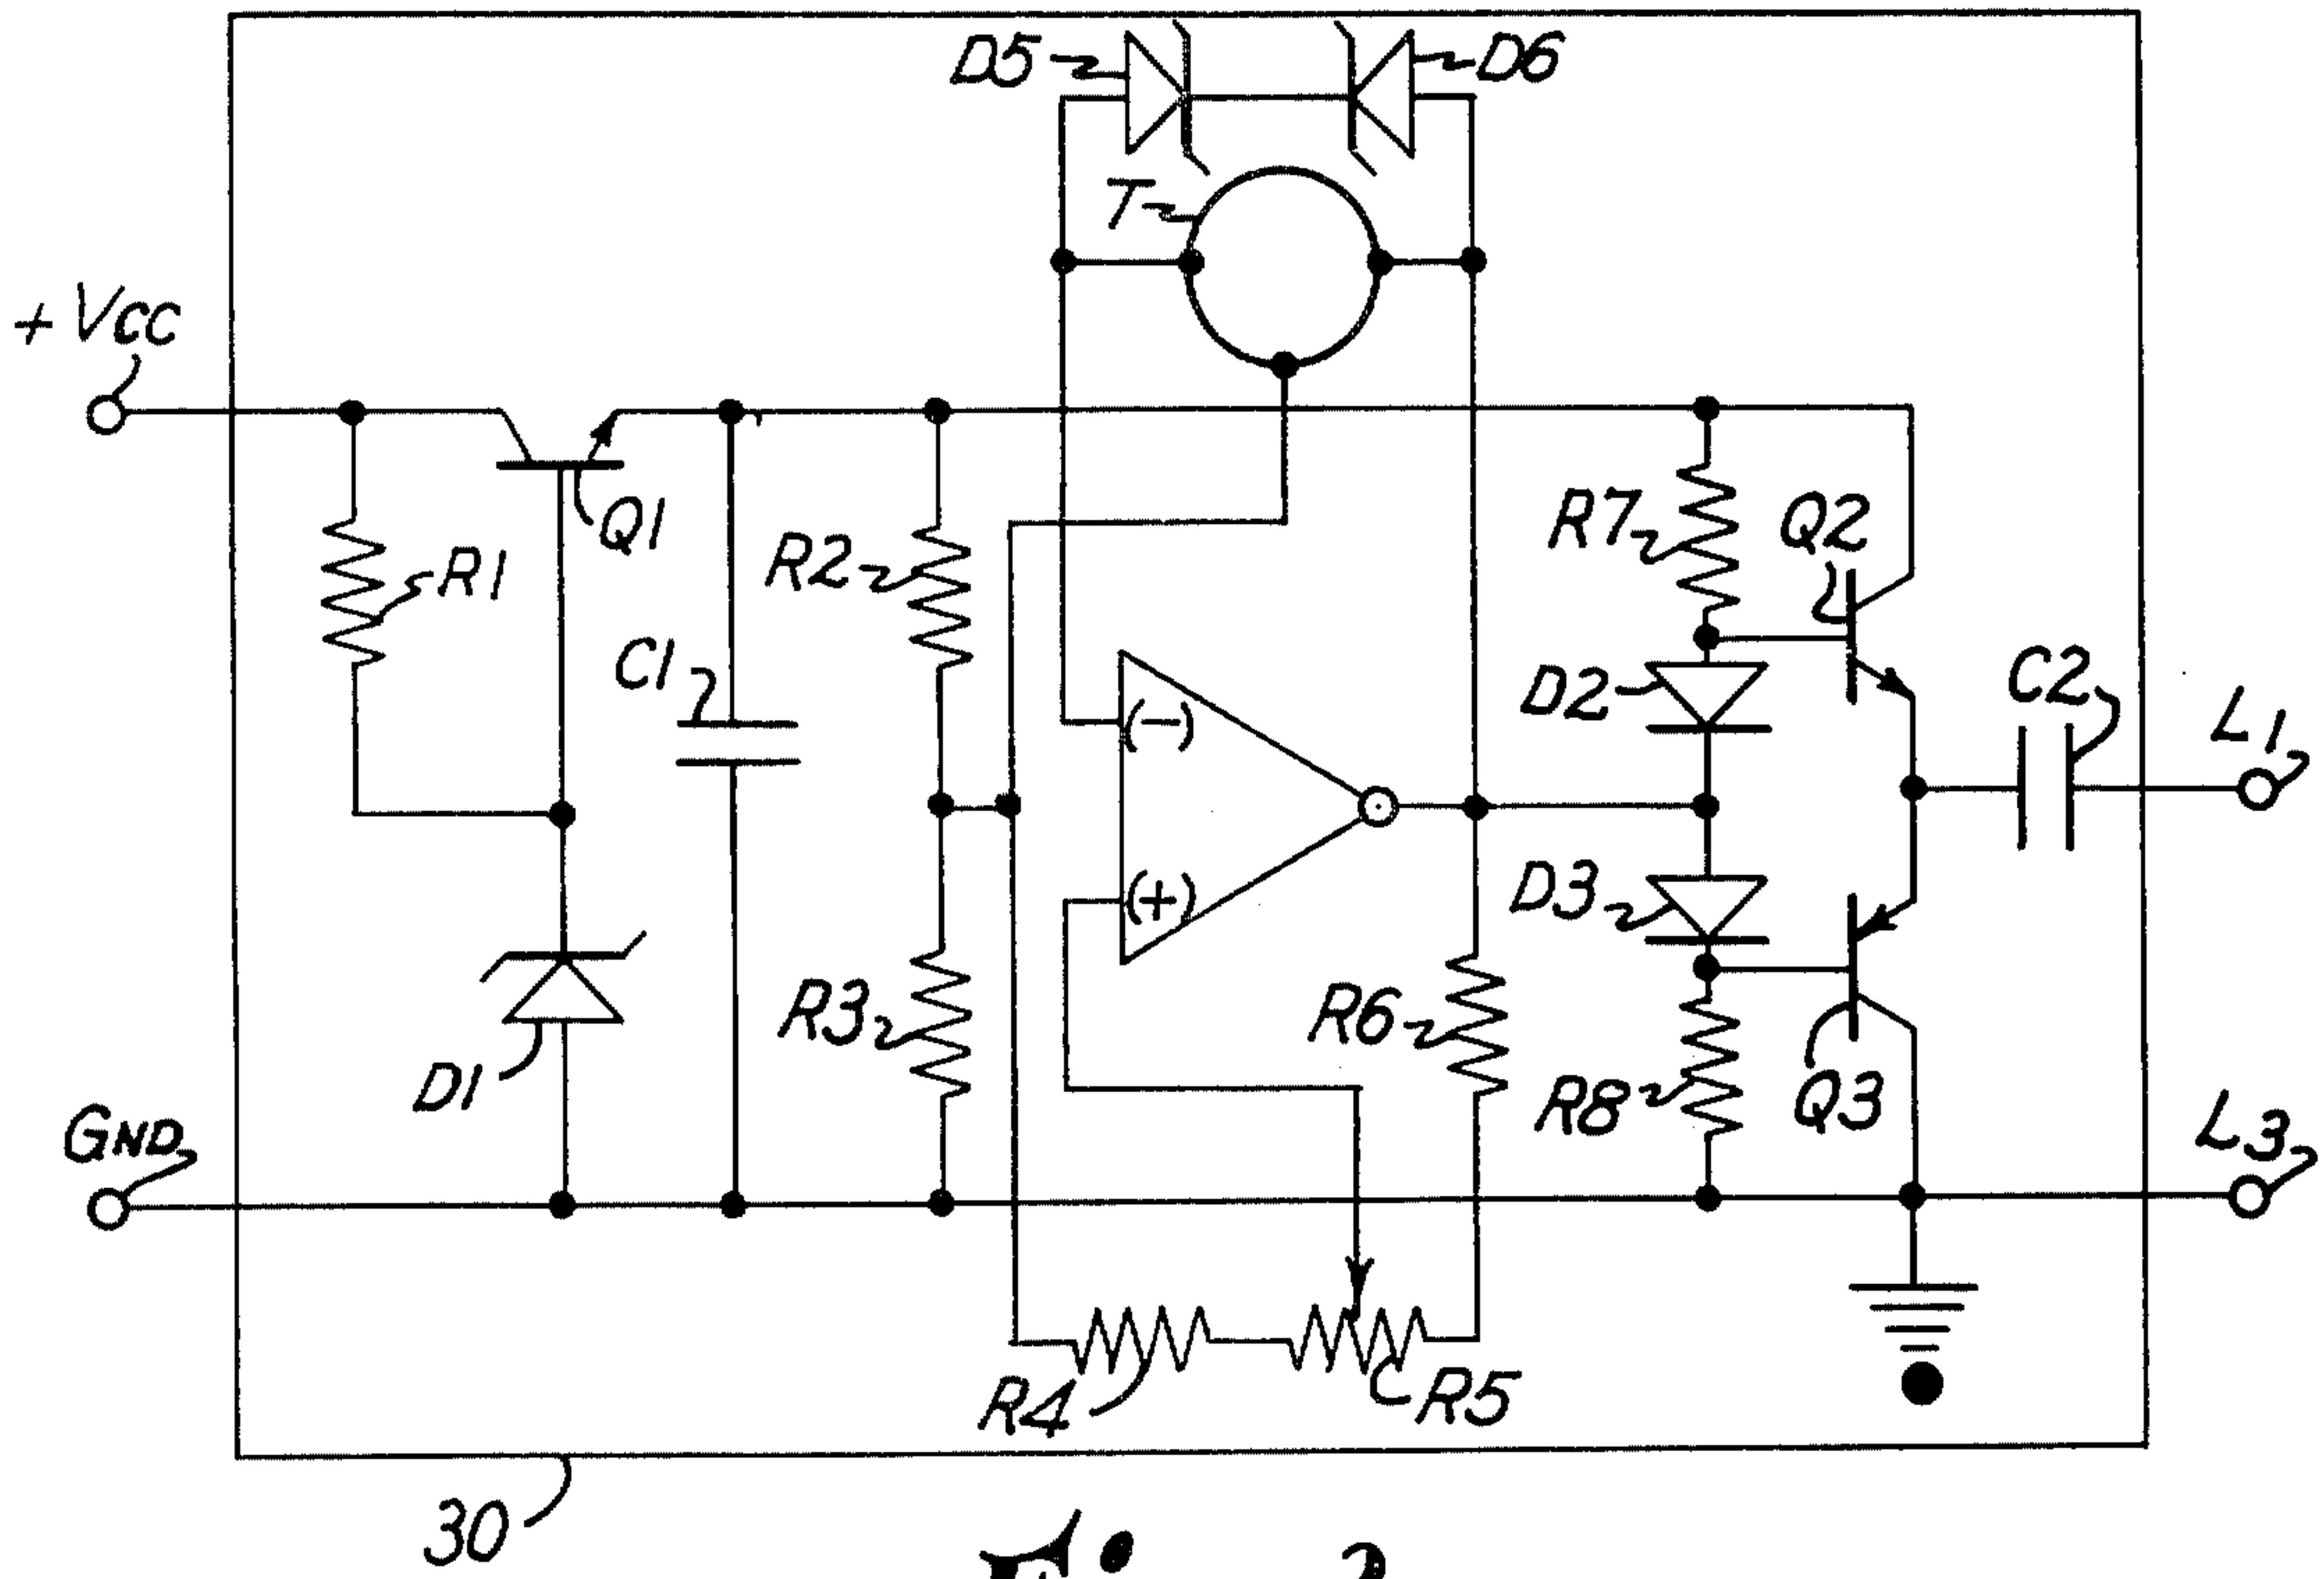 D5
D6
T
+ Vcc
Q1
R1
R2
C1
R7
Q2
D2
C2
L1
(-)
(+)
D3
R3
R6
D1
R8
Q3
GND
L3
R4
R5
30